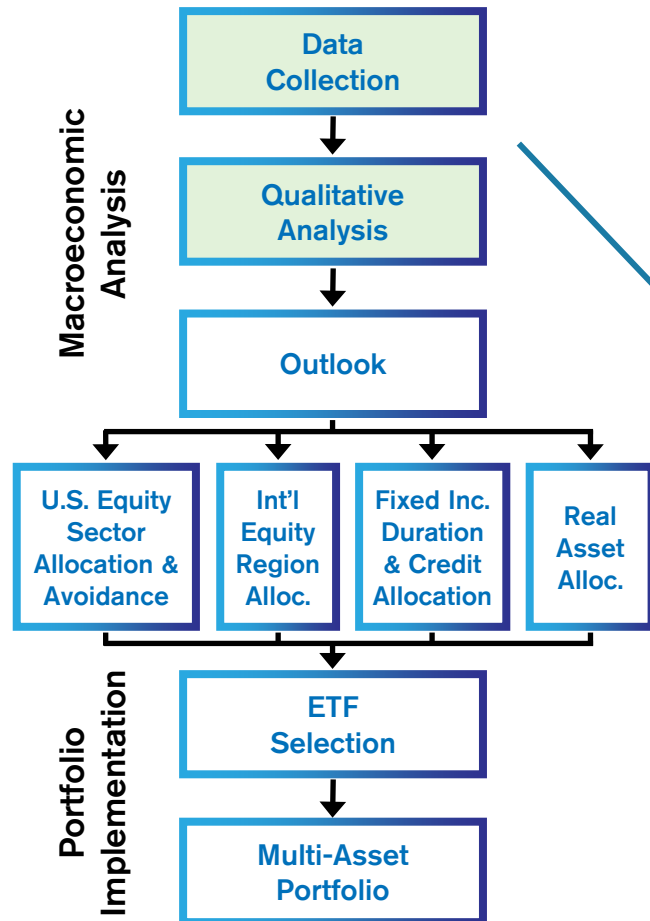 Data
Collection
Macroeconomic
Analysis
Qualitative
Analysis
Outlook
U.S. Equity
Sector
Allocation &
Avoidance
Int'l
Equity
Region
Alloc.
Fixed Inc.
Duration
& Credit
Allocation
Real
Asset
Alloc.
Portfolio
Implementation
ETF
Selection
Multi-Asset
Portfolio